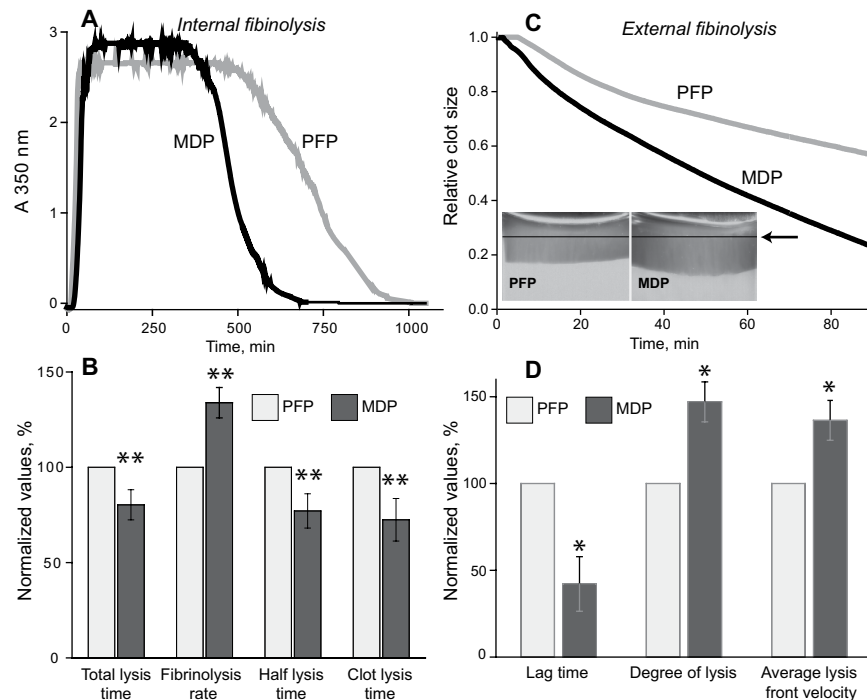 A
Internal fibinolysis
3
2
1
0
A 350 nm
MDP
PFP
0
250
500
750
1000
Time, min
C
External fibinolysis
1.0
0.8
0.6
0.4
0.2
0.0
Relative clot size
PFP
MDP
PFP
MDP
0
20
40
60
80
Time, min
B
150
100
50
0
Normalized values, %
PFP
MDP
**
**
**
**
Total lysis
time
Fibrinolysis
rate
Half lysis
time
Clot lysis
time
D
150
100
50
0
Normalized values, %
PFP
MDP
*
*
*
Lag time
Degree of lysis
Average lysis
front velocity